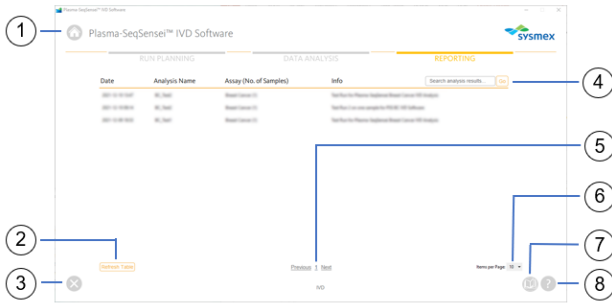 Plasma-SeqSensei™ IVD Software
1
Plasma-SeqSensei™ IVD Software
sysmex
RUN PLANNING DATA ANALYSIS REPORTING
Date Analysis Name Assay (No. of Samples) Info Search analysis results... Go
4
5
6
7
2
Refresh Table
Previous 1 Next
Items per Page 10
3
IVD
?
8